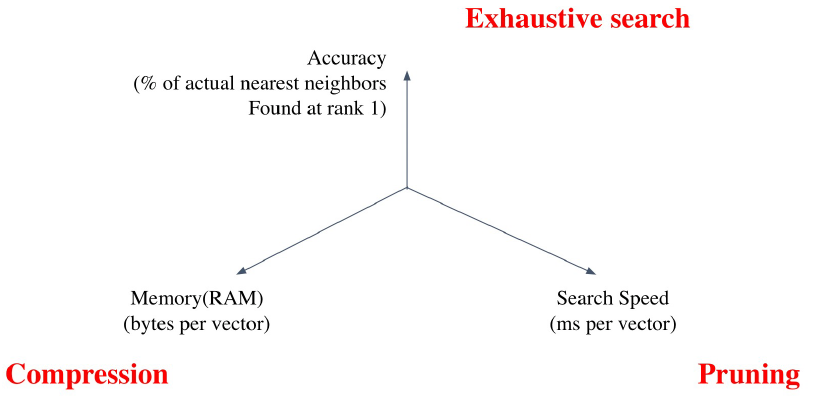 Exhaustive search
Accuracy
(% of actual nearest neighbors
Found at rank 1)
Memory(RAM)
(bytes per vector)
Search Speed
(ms per vector)
Compression
Pruning